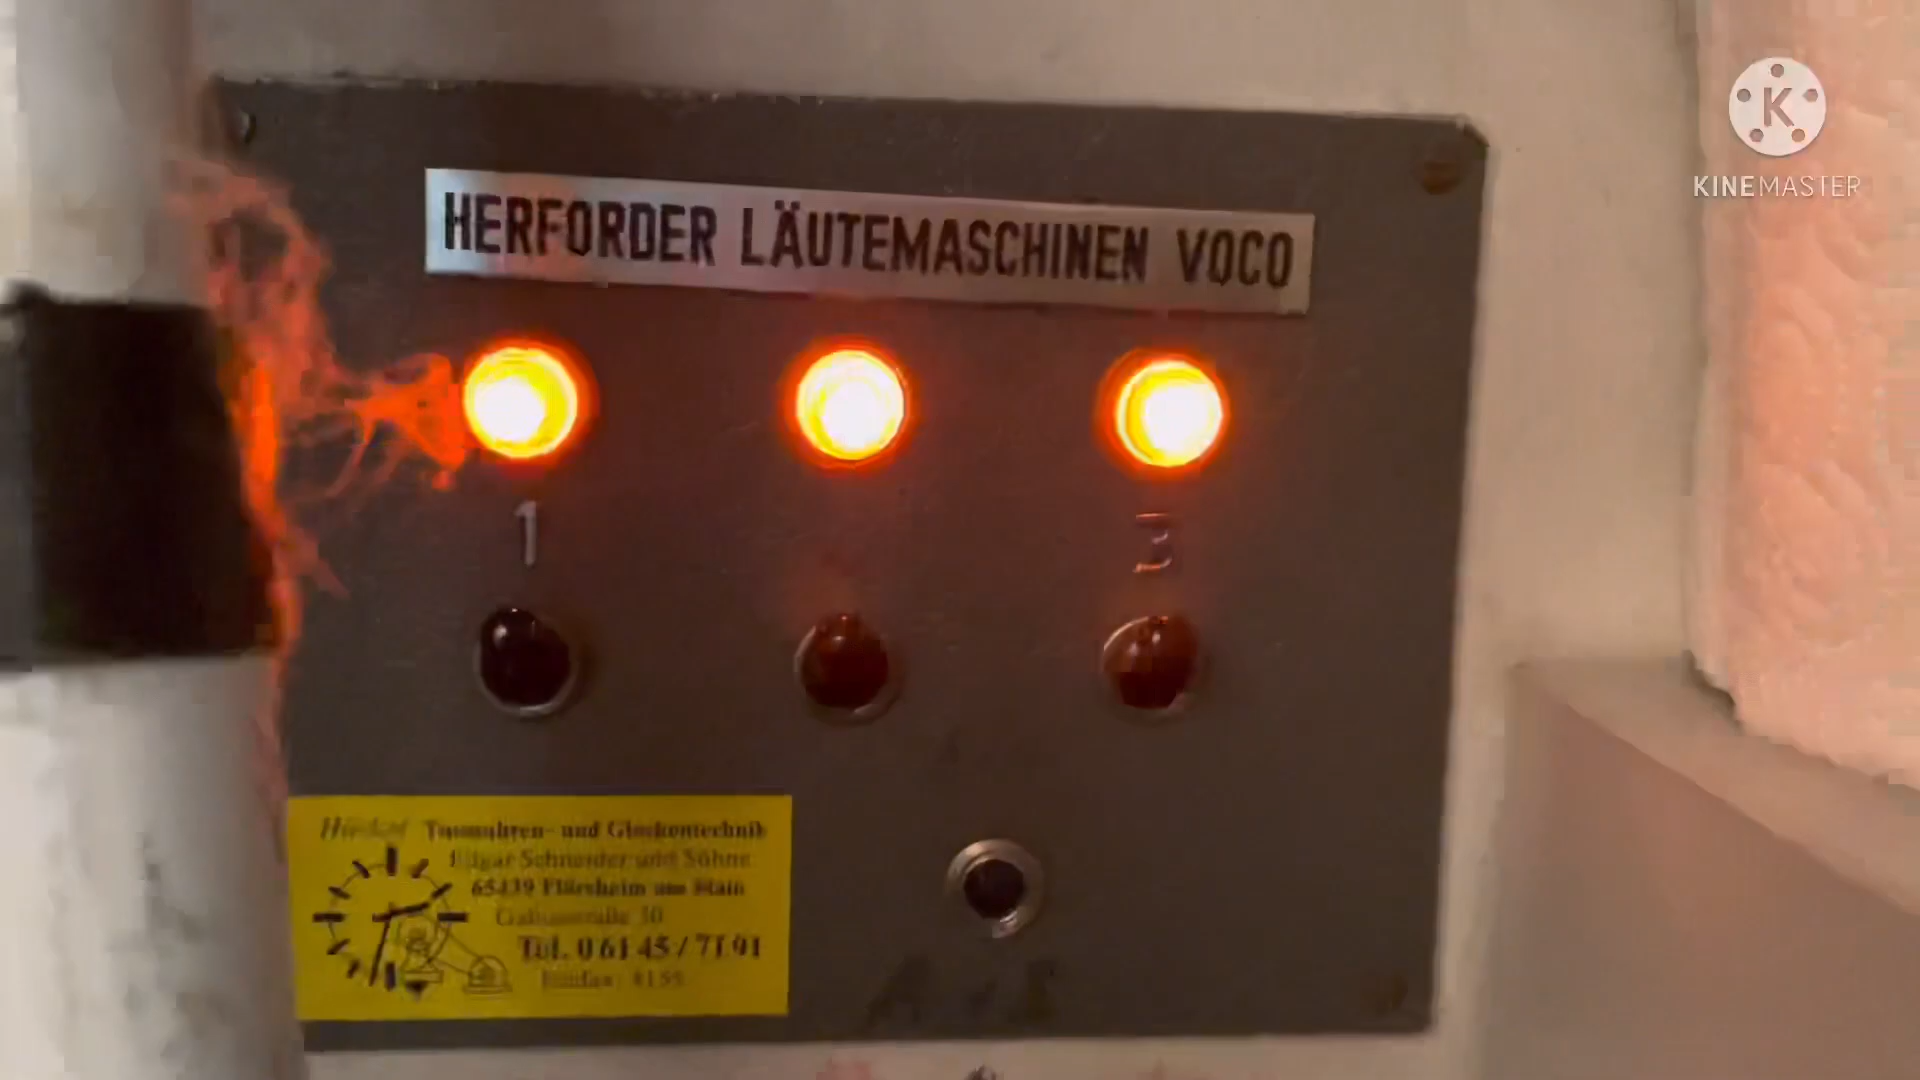 HERFORDER LÄUTEMASCHINEN VOCO
K
KINEMASTER
1
3
Turmuhren- und Glockentechnik
Edgar Schneider und Söhne
65439 Flörsheim am Main
30
Tel. 0 61 45 / 71 91